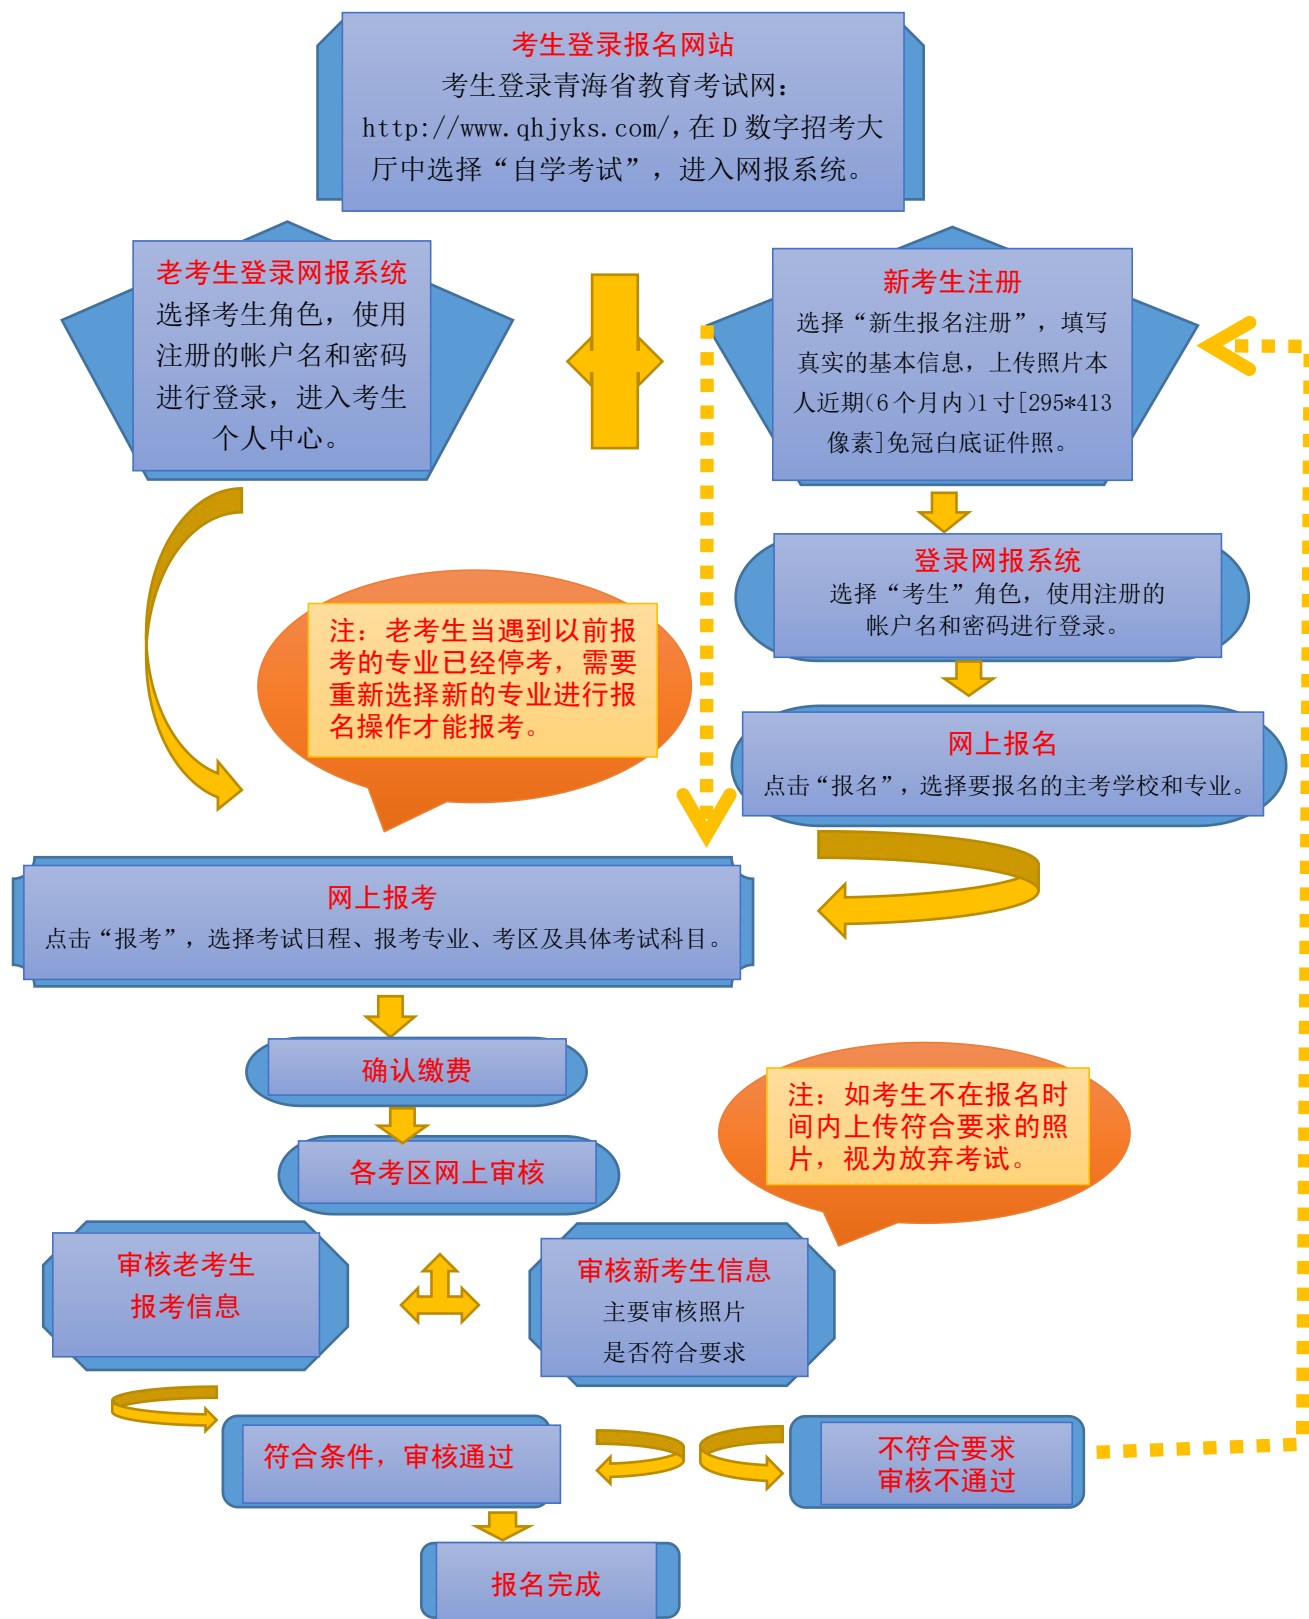 考生登录报名网站
考生登录青海省教育考试网：
http://www.qhjyks.com/，在 D 数字招考大
厅中选择“自学考试”，进入网报系统。
老考生登录网报系统
选择考生角色，使用
注册的帐户名和密码
进行登录，进入考生
个人中心。
新考生注册
选择“新生报名注册”，填写
真实的基本信息，上传照片本
人近期(6 个月内)1 寸[295*413
像素]免冠白底证件照。
登录网报系统
选择“考生”角色，使用注册的
帐户名和密码进行登录。
注：老考生当遇到以前报
考的专业已经停考，需要
重新选择新的专业进行报
名操作才能报考。
网上报名
点击“报名”，选择要报名的主考学校和专业。
网上报考
点击“报考”，选择考试日程、报考专业、考区及具体考试科目。
确认缴费
各考区网上审核
注：如考生不在报名时
间内上传符合要求的照
片，视为放弃考试。
审核老考生
报考信息
审核新考生信息
主要审核照片
是否符合要求
符合条件，审核通过
不符合要求
审核不通过
报名完成